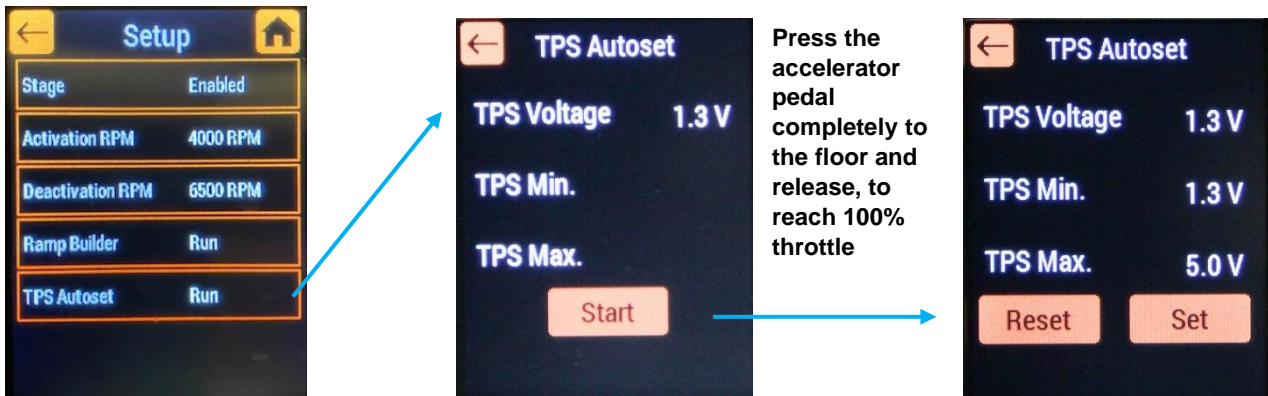 Setup
Stage Enabled
Activation RPM 4000 RPM
Deactivation RPM 6500 RPM
Ramp Builder Run
TPS Autoset Run
TPS Autoset
TPS Voltage 1.3 V
TPS Min.
TPS Max.
Start
Press the
accelerator
pedal
completely to
the floor and
release, to
reach 100%
throttle
TPS Autoset
TPS Voltage 1.3 V
TPS Min. 1.3 V
TPS Max. 5.0 V
Reset Set